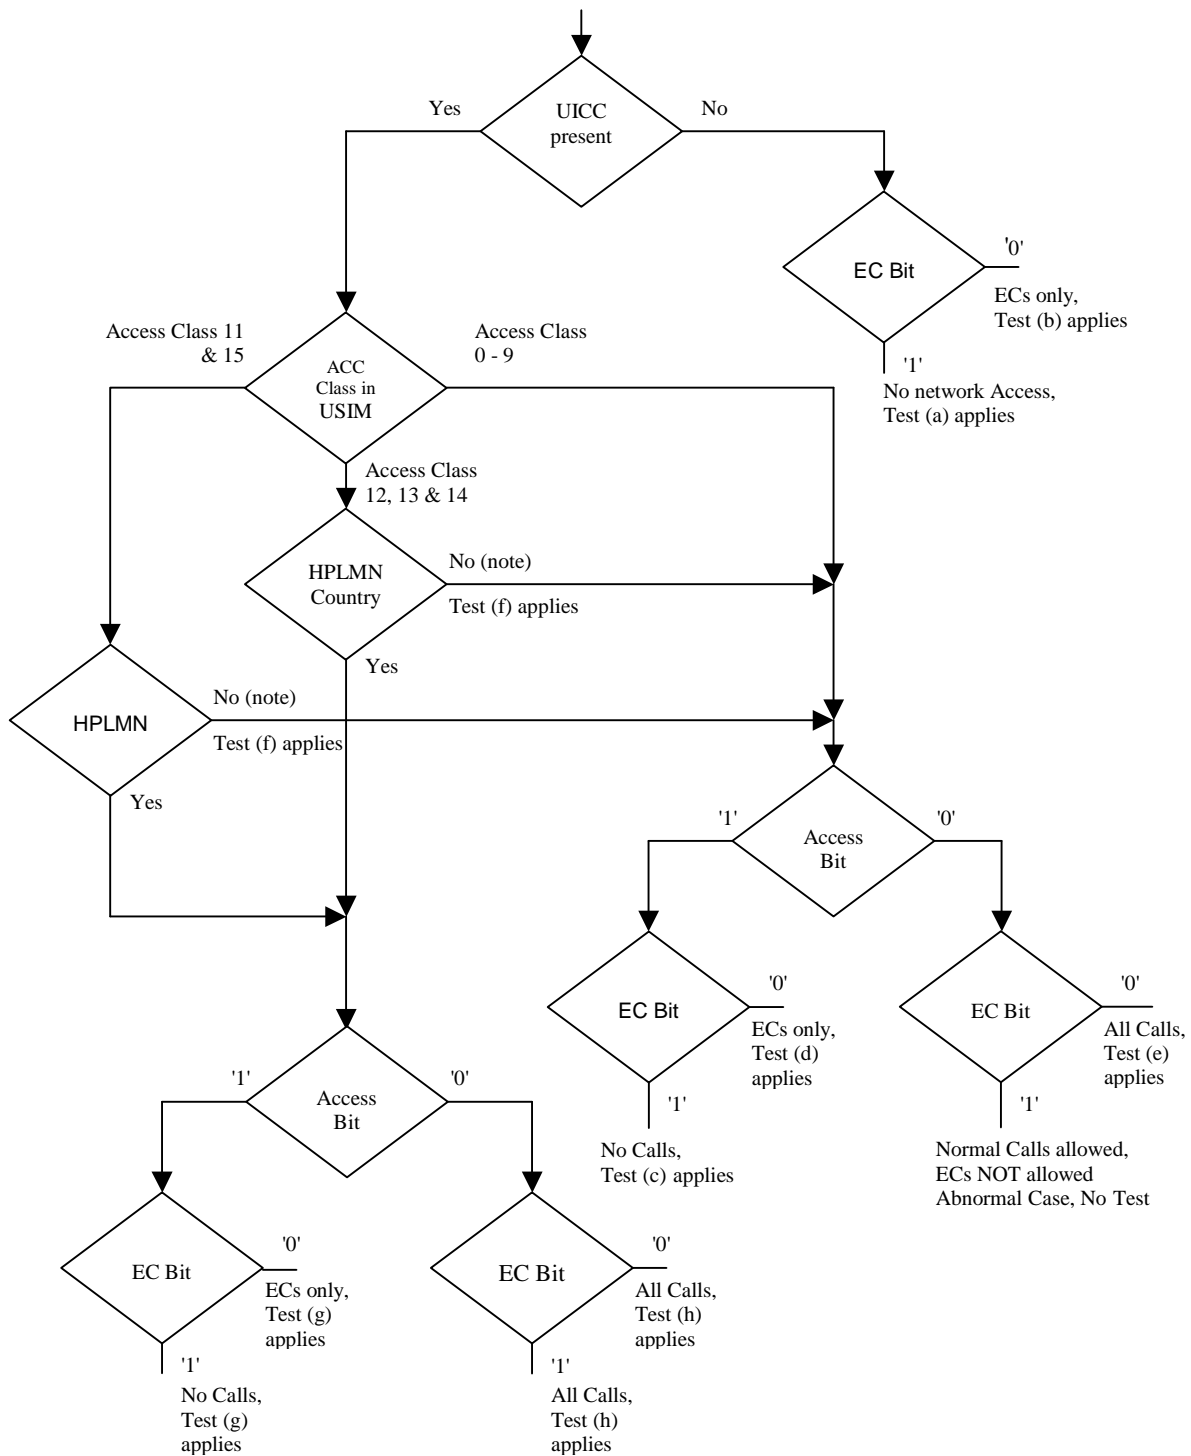 Yes
UICC
present
No
EC Bit
'0'
ECs only,
Test (b) applies
'1'
No network Access,
Test (a) applies
Access Class 11
& 15
ACC
Class in
USIM
Access Class
0 - 9
Access Class
12, 13 & 14
HPLMN
Country
No (note)
Test (f) applies
Yes
HPLMN
No (note)
Test (f) applies
Yes
'1'
Access
Bit
'0'
EC Bit
'0'
ECs only,
Test (d)
applies
'1'
No Calls,
Test (c) applies
EC Bit
'0'
All Calls,
Test (e)
applies
'1'
Normal Calls allowed,
ECs NOT allowed
Abnormal Case, No Test
'1'
Access
Bit
'0'
EC Bit
'0'
ECs only,
Test (g)
applies
'1'
No Calls,
Test (g)
applies
EC Bit
'0'
All Calls,
Test (h)
applies
'1'
All Calls,
Test (h)
applies